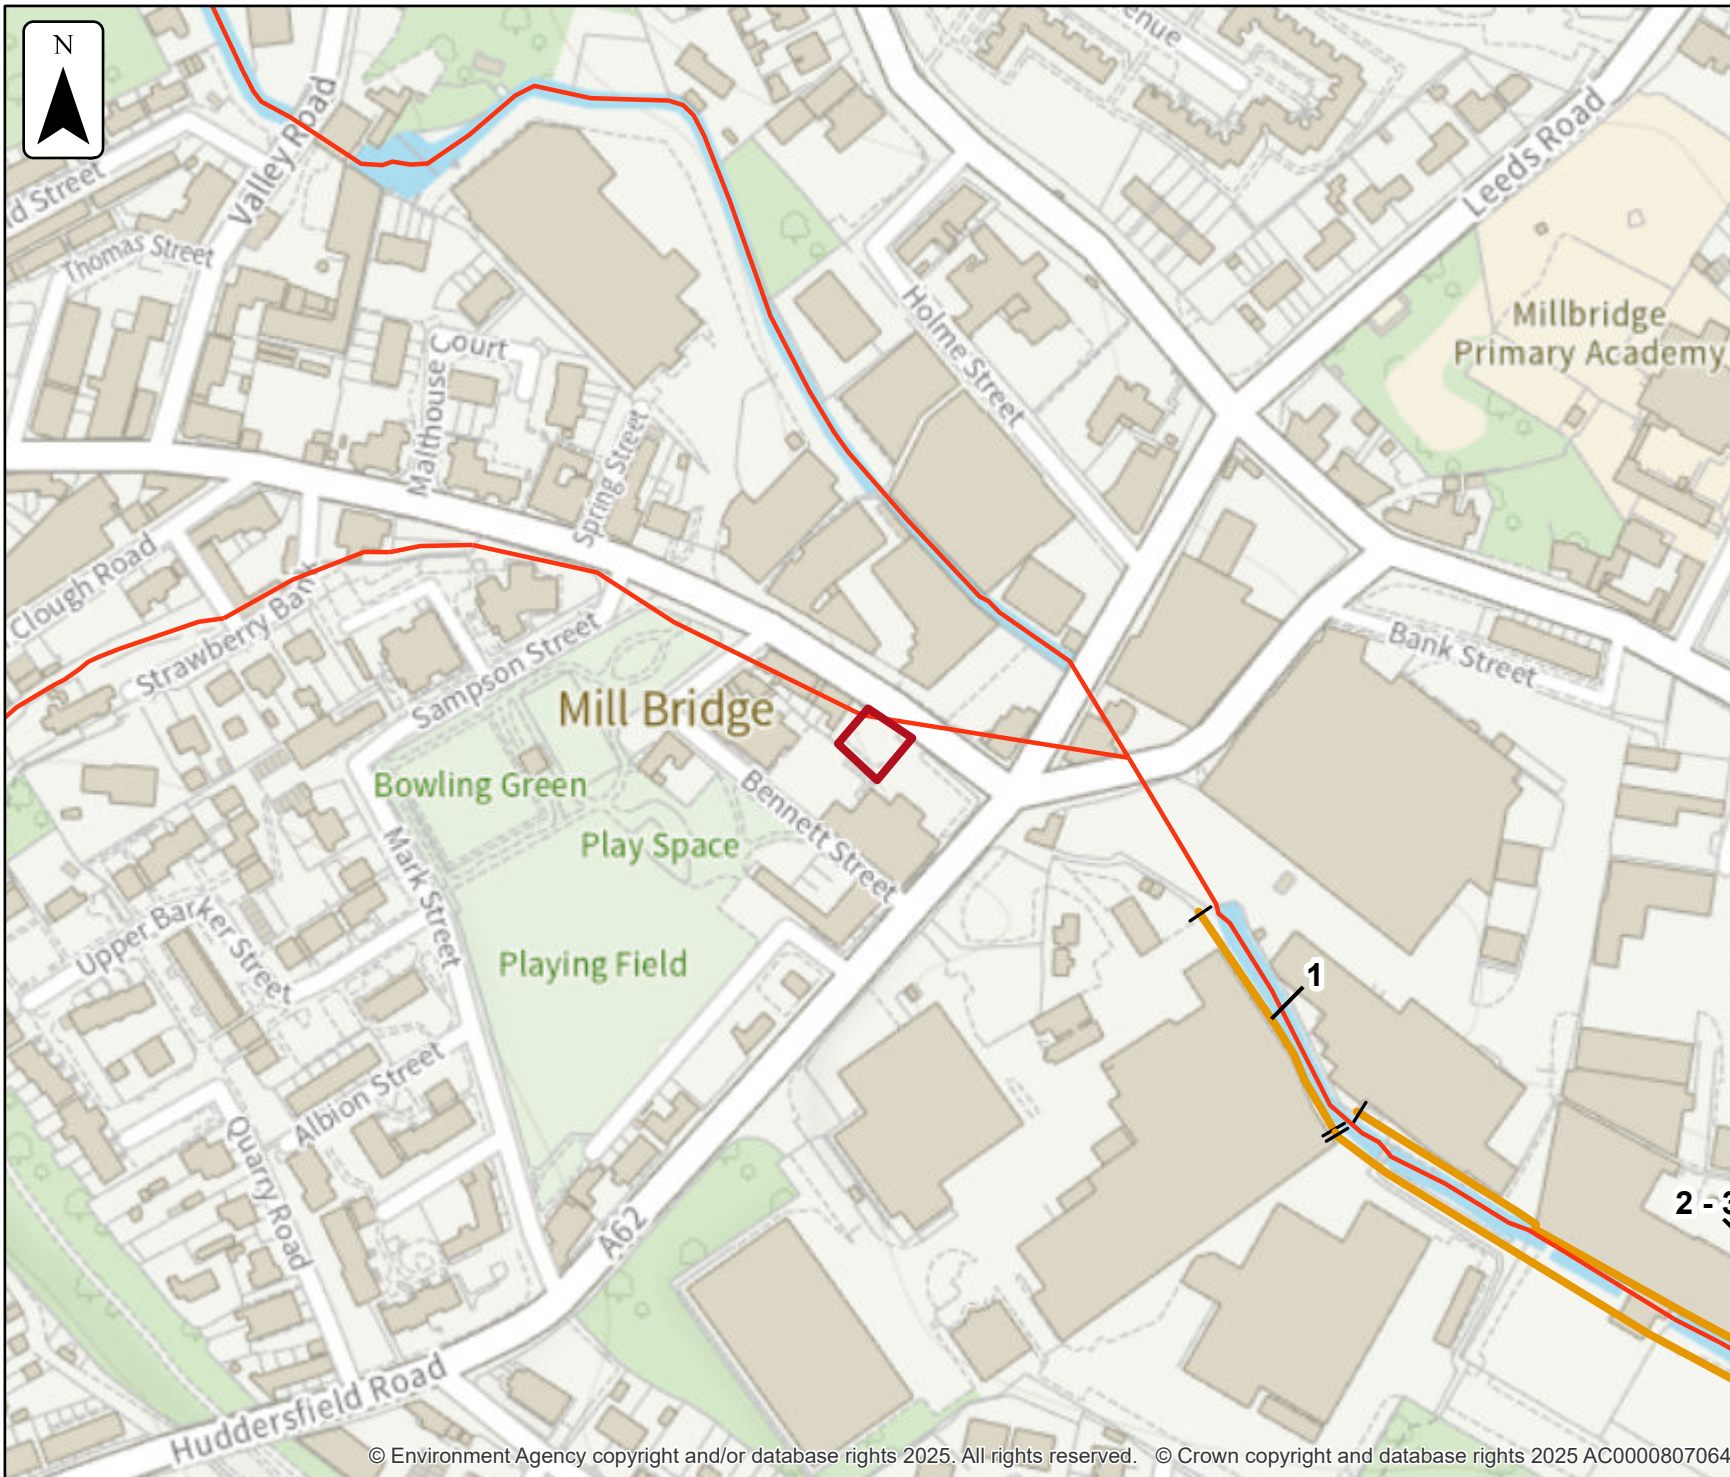 N
Valley Road
ld Street
Thomas Street
Malthouse Court
Spring Street
Holme Street
Leeds Road
Millbridge
Primary Academy
Clough Road
Strawberry Bank
Sampson Street
Mill Bridge
Bowling Green
Play Space
Playing Field
Bennett Street
Bank Street
Mark Street
Upper Barker Street
Albion Street
Quarry Road
A62
Huddersfield Road
1
2 - 3
© Environment Agency copyright and/or database rights 2025. All rights reserved. © Crown copyright and database rights 2025 AC0000807064